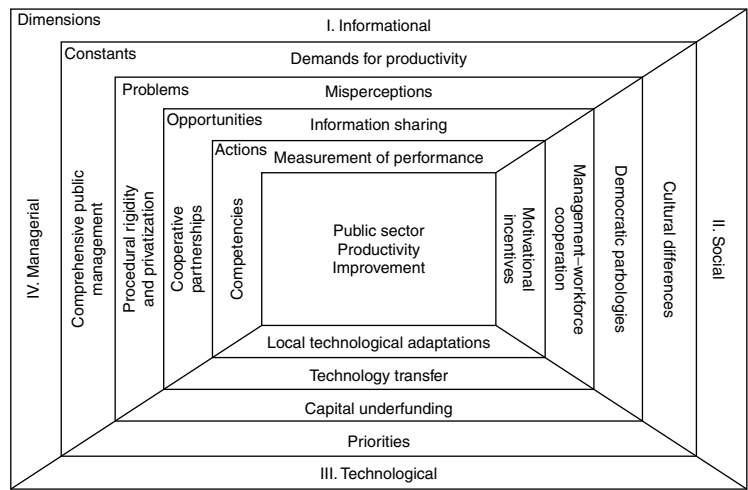 Dimensions
I. Informational
Constants
Demands for productivity
Problems
Misperceptions
Opportunities
Information sharing
Actions
Measurement of performance
IV. Managerial
Comprehensive public
management
Procedural rigidity
and privatization
Cooperative
partnerships
Competencies
Public sector
Productivity
Improvement
Motivational
incentives
Management–workforce
cooperation
Democratic parbologies
Cultural differences
II. Social
Local technological adaptations
Technology transfer
Capital underfunding
Priorities
III. Technological